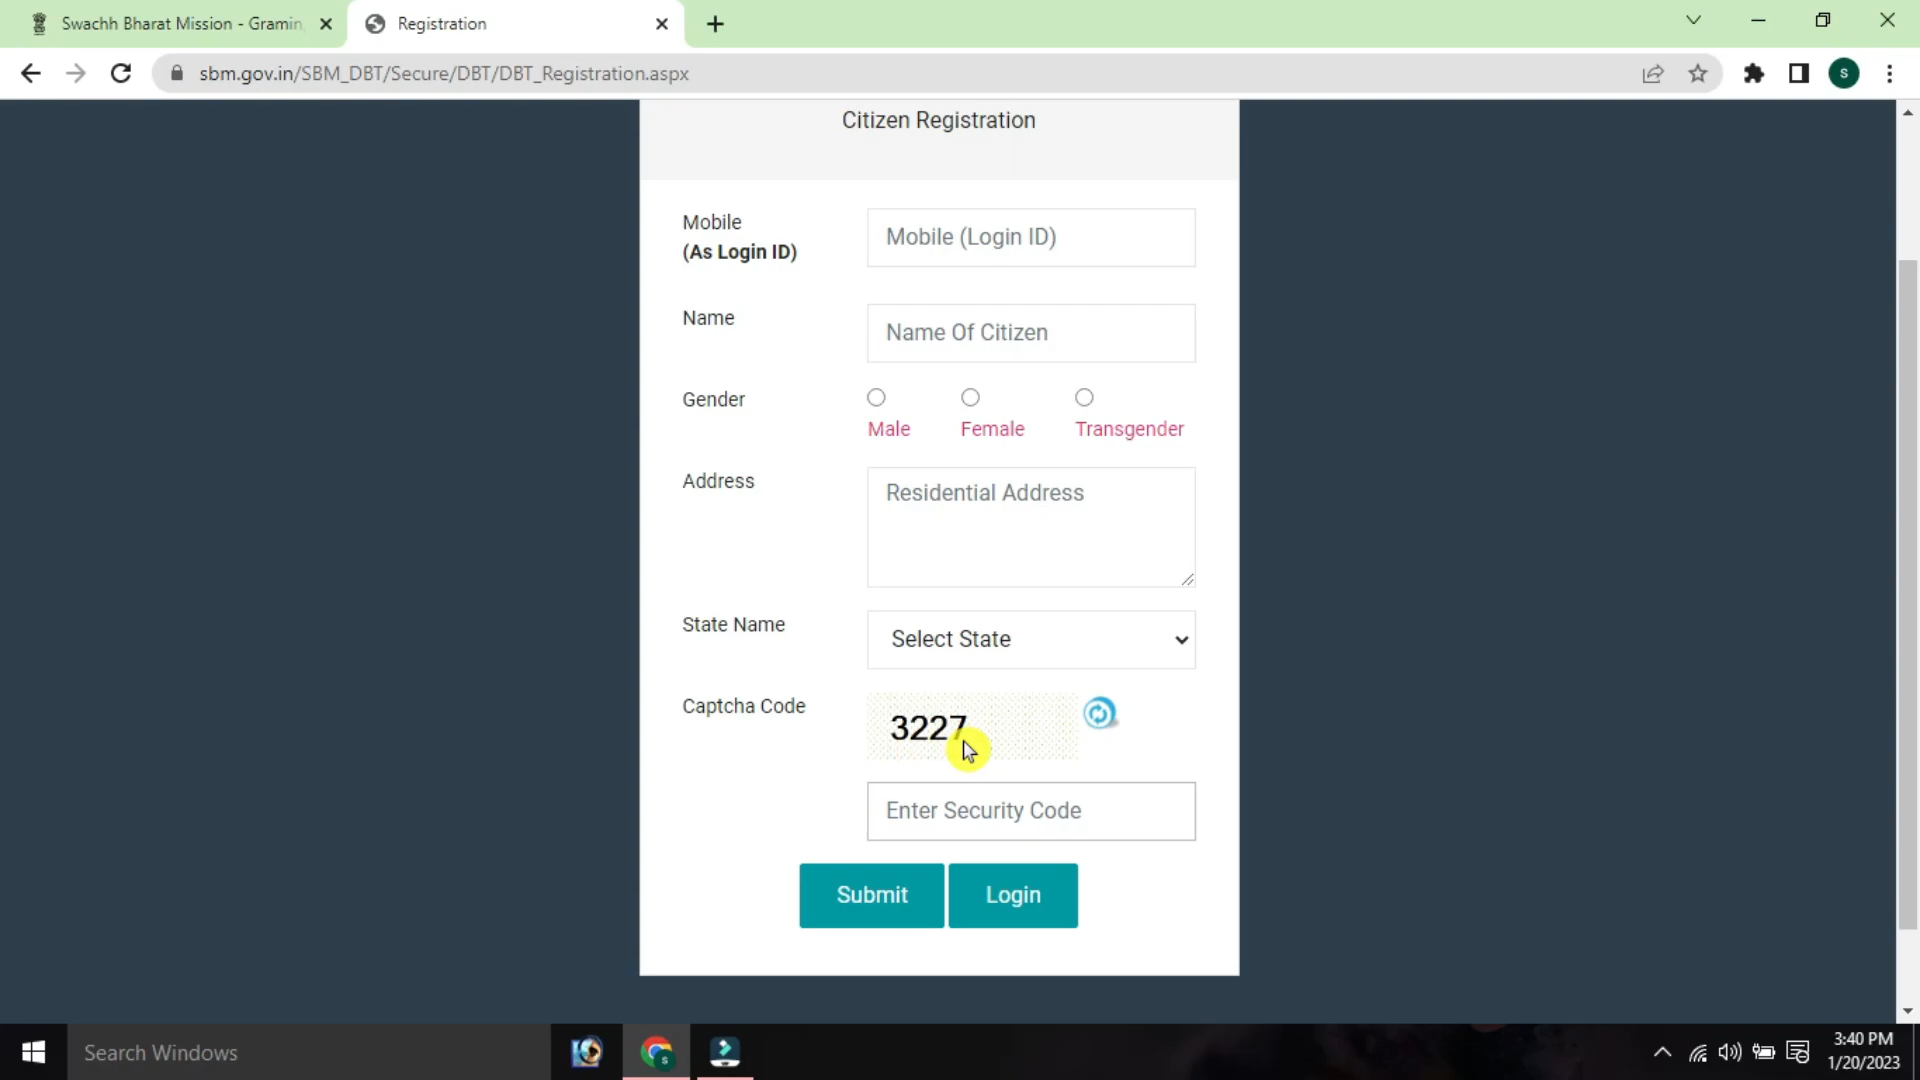 Swachh Bharat Mission - Gramin,
Registration
sbm.gov.in/SBM_DBT/Secure/DBT/DBT_Registration.aspx
S
Citizen Registration
Mobile
(As Login ID)
Mobile (Login ID)
Name
Name Of Citizen
Gender
Male
Female
Transgender
Address
Residential Address
State Name
Select State
Captcha Code
3227
Enter Security Code
Submit
Login
Search Windows
S
3:40 PM
1/20/2023